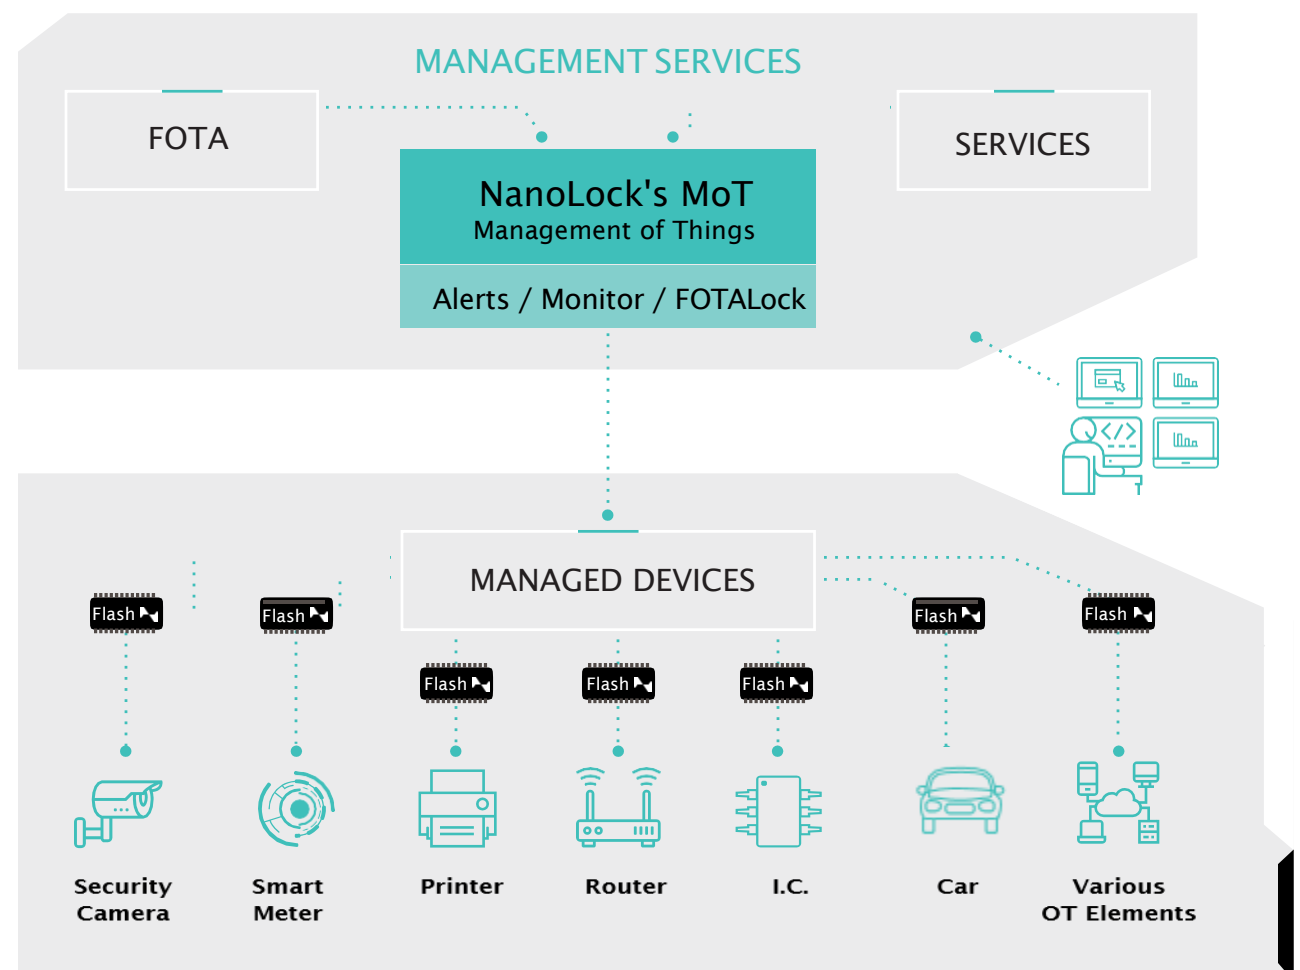 MANAGEMENT SERVICES
FOTA
SERVICES
NanoLock's MoT
Management of Things
Alerts / Monitor / FOTALock
</>
MANAGED DEVICES
Flash
Flash
Flash
Flash
Flash
Flash
Flash
Security
Camera
Smart
Meter
Printer
Router
I.C.
Car
Various
OT Elements